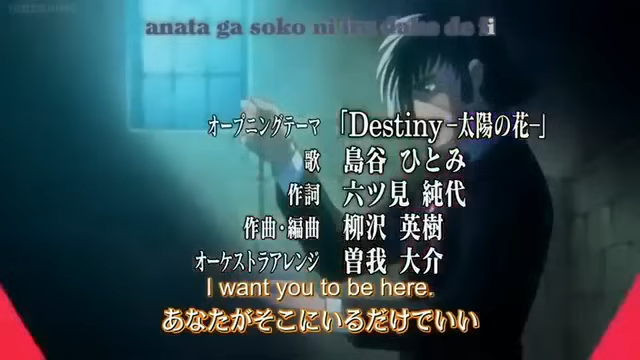 anata ga soko ni iru dake de ii
オープニングテーマ 「Destiny -太陽の花-」
歌 島谷 ひとみ
作詞 六ツ見 純代
作曲・編曲 柳沢 英樹
オーケストラアレンジ 曽我 大介
I want you to be here.
あなたがそこにいるだけでいい